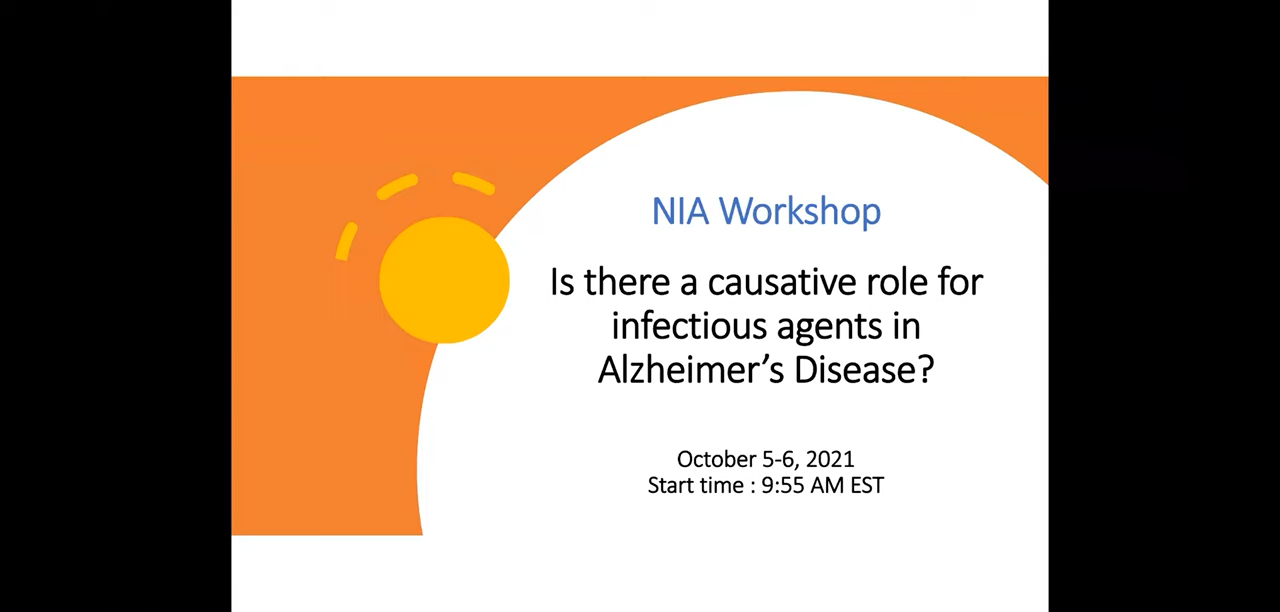 NIA Workshop
Is there a causative role for
infectious agents in
Alzheimer’s Disease?
October 5-6, 2021
Start time : 9:55 AM EST